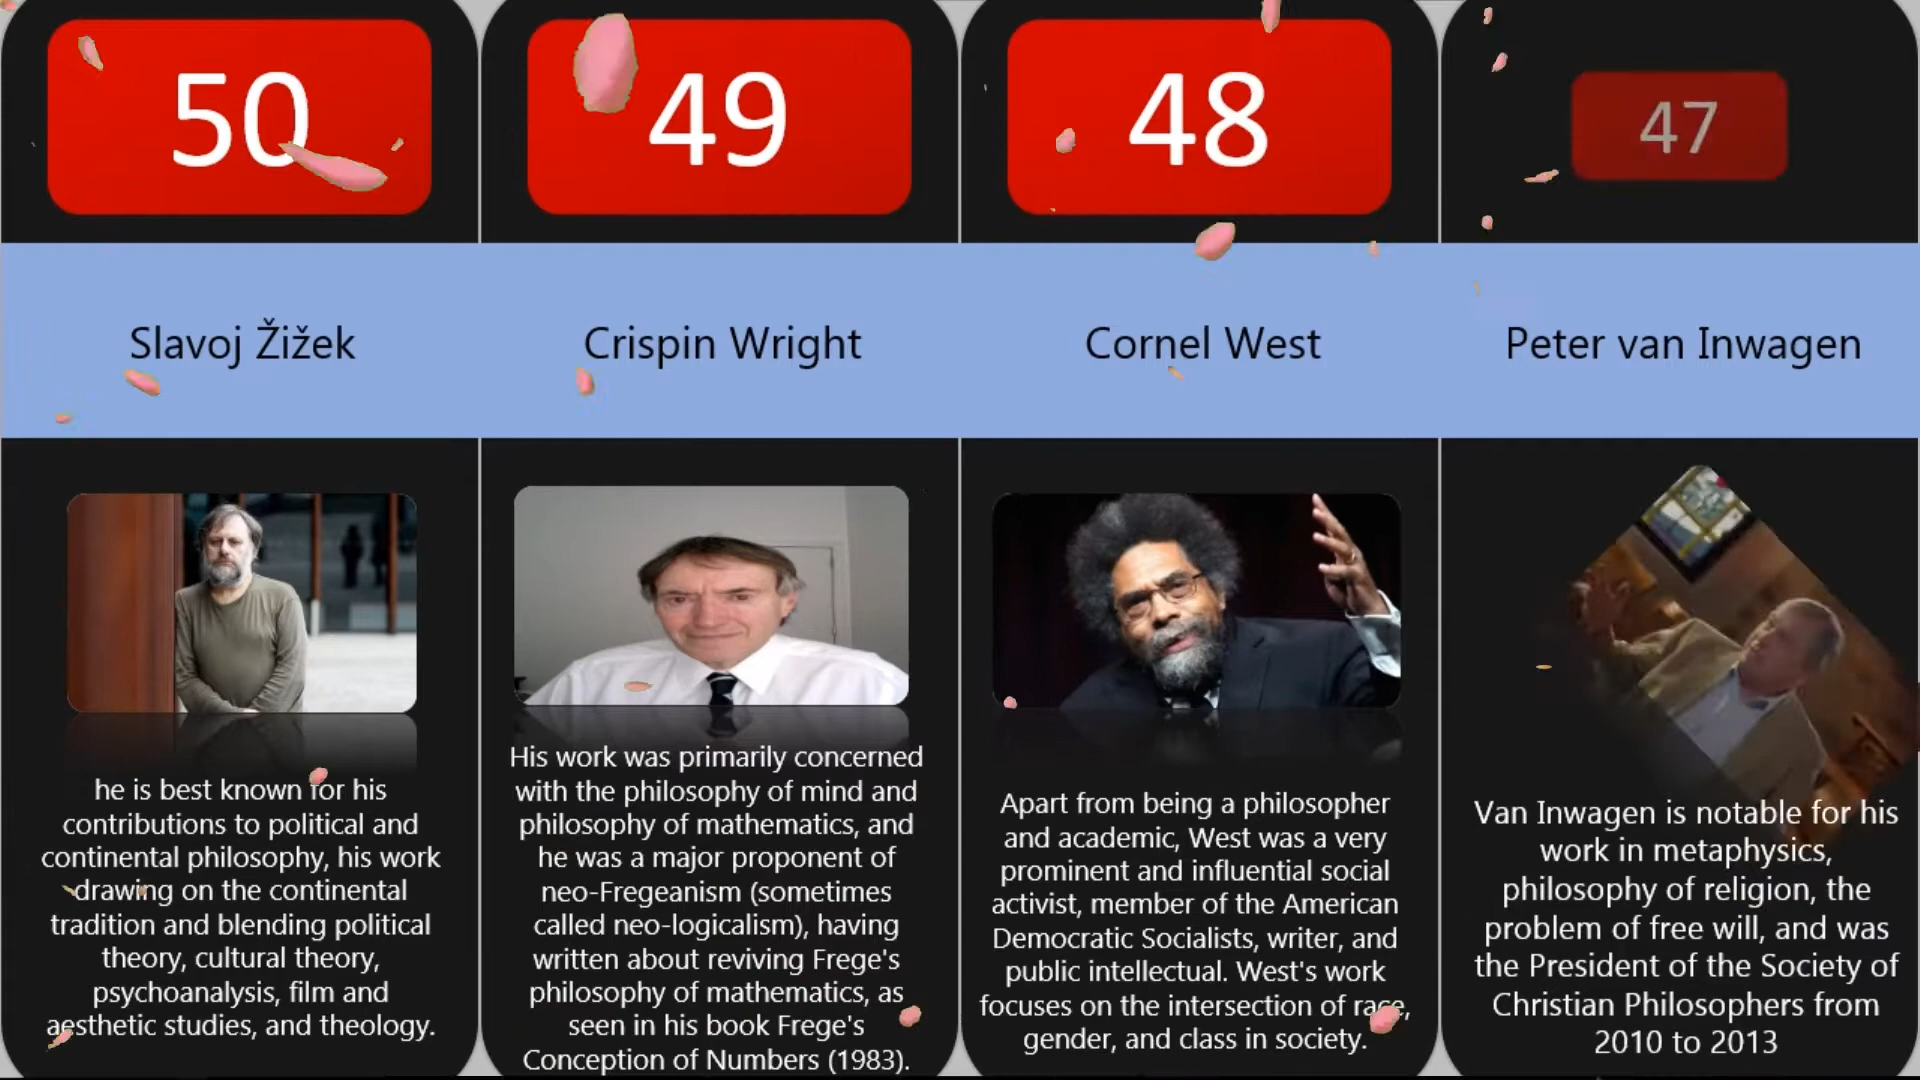 50
Slavoj Žižek
he is best known for his
contributions to political and
continental philosophy, his work
drawing on the continental
tradition and blending political
theory, cultural theory,
psychoanalysis, film and
aesthetic studies, and theology.
49
Crispin Wright
His work was primarily concerned
with the philosophy of mind and
philosophy of mathematics, and
he was a major proponent of
neo-Fregeanism (sometimes
called neo-logicalism), having
written about reviving Frege's
philosophy of mathematics, as
seen in his book Frege's
Conception of Numbers (1983).
48
Cornel West
Apart from being a philosopher
and academic, West was a very
prominent and influential social
activist, member of the American
Democratic Socialists, writer, and
public intellectual. West's work
focuses on the intersection of race,
gender, and class in society.
47
Peter van Inwagen
Van Inwagen is notable for his
work in metaphysics,
philosophy of religion, the
problem of free will, and was
the President of the Society of
Christian Philosophers from
2010 to 2013